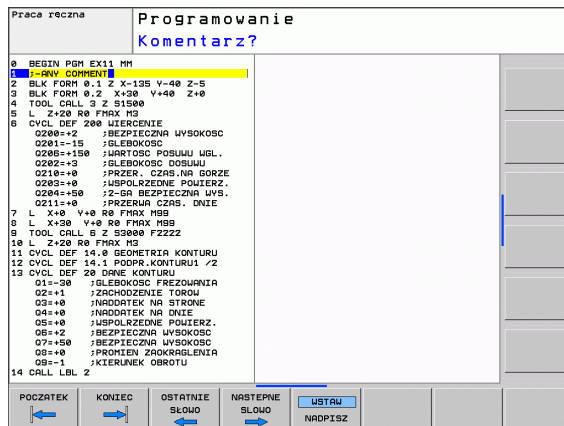 Praca ręczna
Programowanie
Komentarz?
0 BEGIN PGM EX11 MM
1 ;-ANY COMMENT
2 BLK FORM 0.1 Z X-135 Y-40 Z-5
3 BLK FORM 0.2 X+30 Y+40 Z+0
4 TOOL CALL 3 Z S1500
5 L Z+20 R0 FMAX M3
6 CYCL DEF 200 WIERCENIE
Q200=+2 ;BEZPIECZNA WYSOKOSC
Q201=-15 ;GLEBOKOSC
Q206=+150 ;WARTOSC POSUWU WGL.
Q202=+3 ;GLEBOKOSC DOSUWU
Q210=+0 ;PRZER. CZAS.NA GORZE
Q203=+0 ;WSPOLRZEDNE POWIERZ.
Q204=+50 ;2-GA BEZPIECZNA WYS.
Q211=+0 ;PRZERWA CZAS. DNIE
7 L X+0 Y+0 R0 FMAX M99
8 L X+30 Y+0 R0 FMAX M99
9 TOOL CALL 6 Z S3000 F2222
10 L Z+20 R0 FMAX M3
11 CYCL DEF 14.0 GEOMETRIA KONTURU
12 CYCL DEF 14.1 PODPR.KONTURU1 /2
13 CYCL DEF 20 DANE KONTURU
Q1=-30 ;GLEBOKOSC FREZOWANIA
Q2=+1 ;ZACHODZENIE TOROW
Q3=+0 ;NADDATEK NA STRONE
Q4=+0 ;NADDATEK NA DNIE
Q5=+0 ;WSPOLRZEDNE POWIERZ.
Q6=+2 ;BEZPIECZNA WYSOKOSC
Q7=+50 ;BEZPIECZNA WYSOKOSC
Q8=+0 ;PROMIEN ZAOKRAGLENIA
Q9=-1 ;KIERUNEK OBROTU
14 CALL LBL 2
POCZATEK
KONIEC
OSTATNIE
SŁOWO
NASTEPNE
SLOWO
WSTAW
NADPISZ